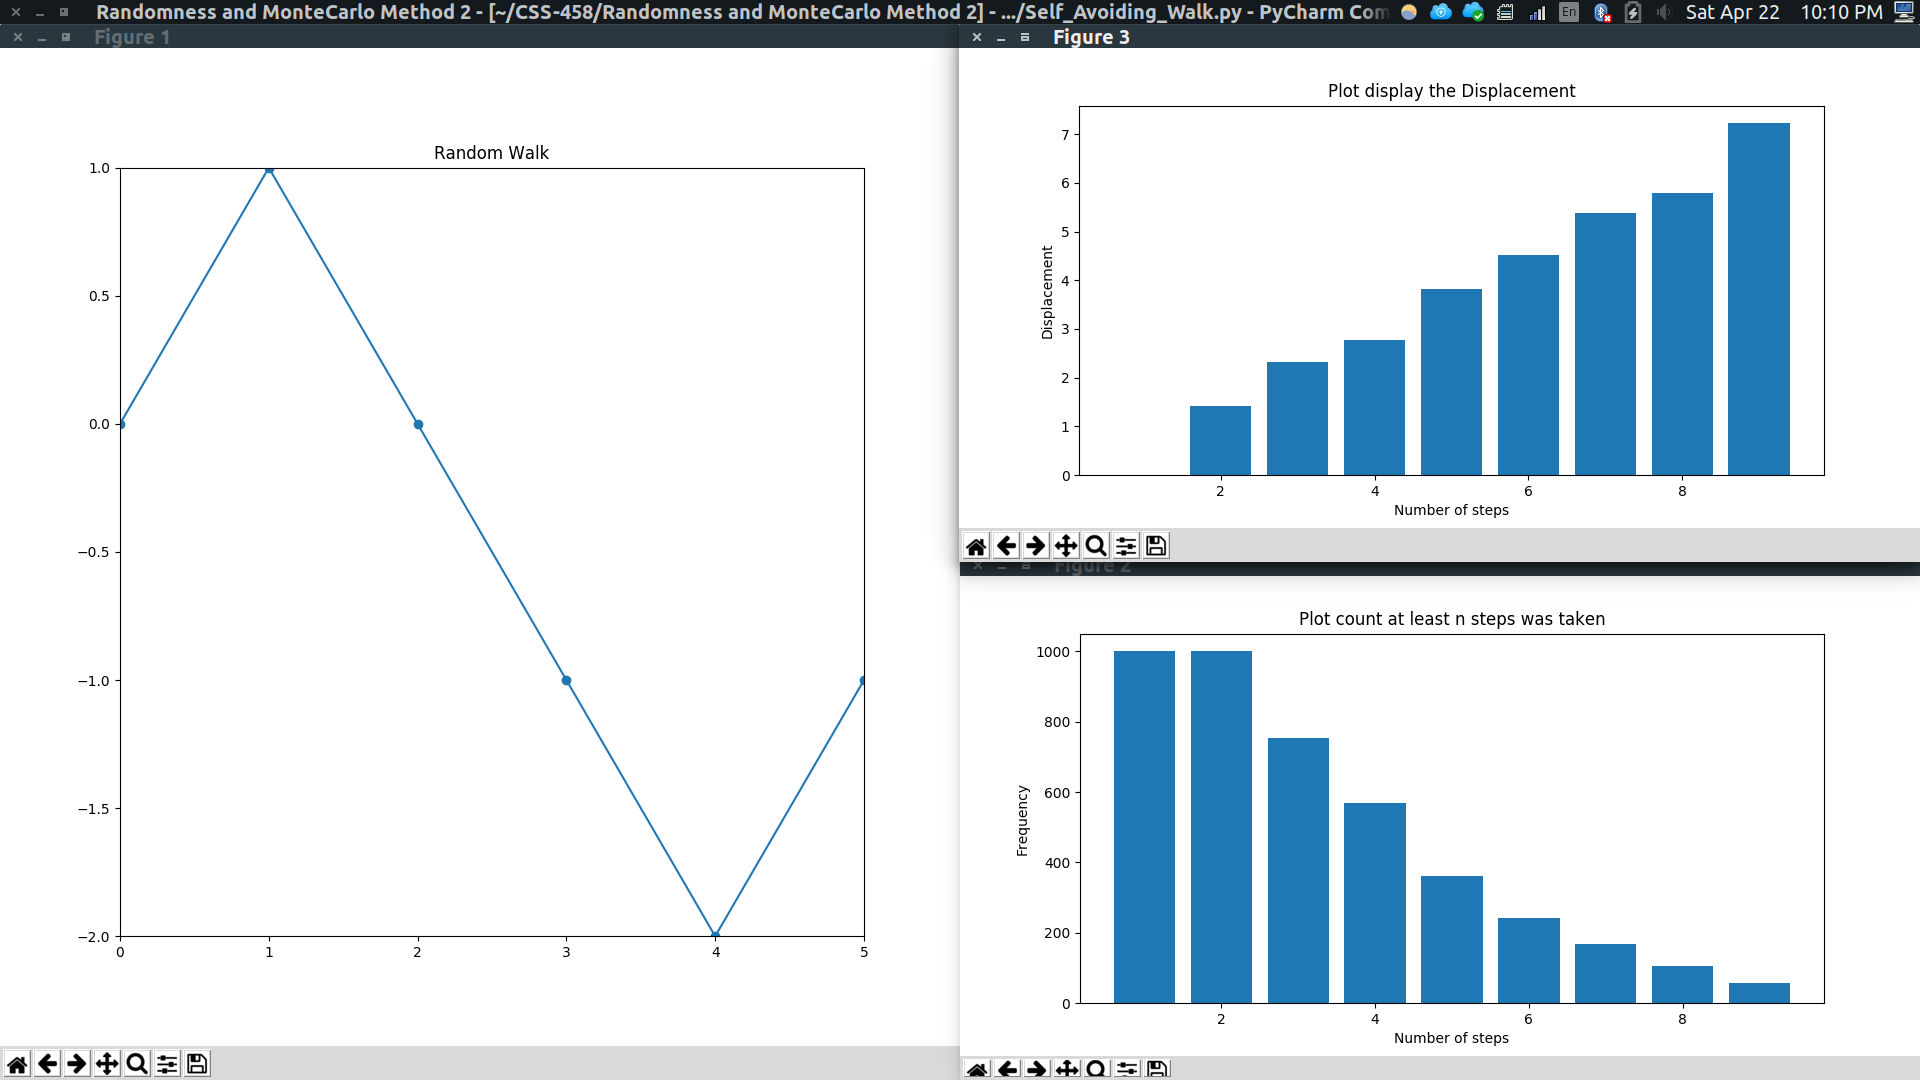 Randomness and MonteCarlo Method 2 - [~/CSS-458/Randomness and MonteCarlo Method 2] - .../Self_Avoiding_Walk.py - PyCharm Com
En
Sat Apr 22 10:10 PM
Figure 1
Random Walk
1.0
0.5
0.0
−0.5
−1.0
−1.5
−2.0
0 1 2 3 4 5
Figure 3
Plot display the Displacement
Displacement
7
6
5
4
3
2
1
0
2 4 6 8
Number of steps
Figure 2
Plot count at least n steps was taken
Frequency
1000
800
600
400
200
0
2 4 6 8
Number of steps